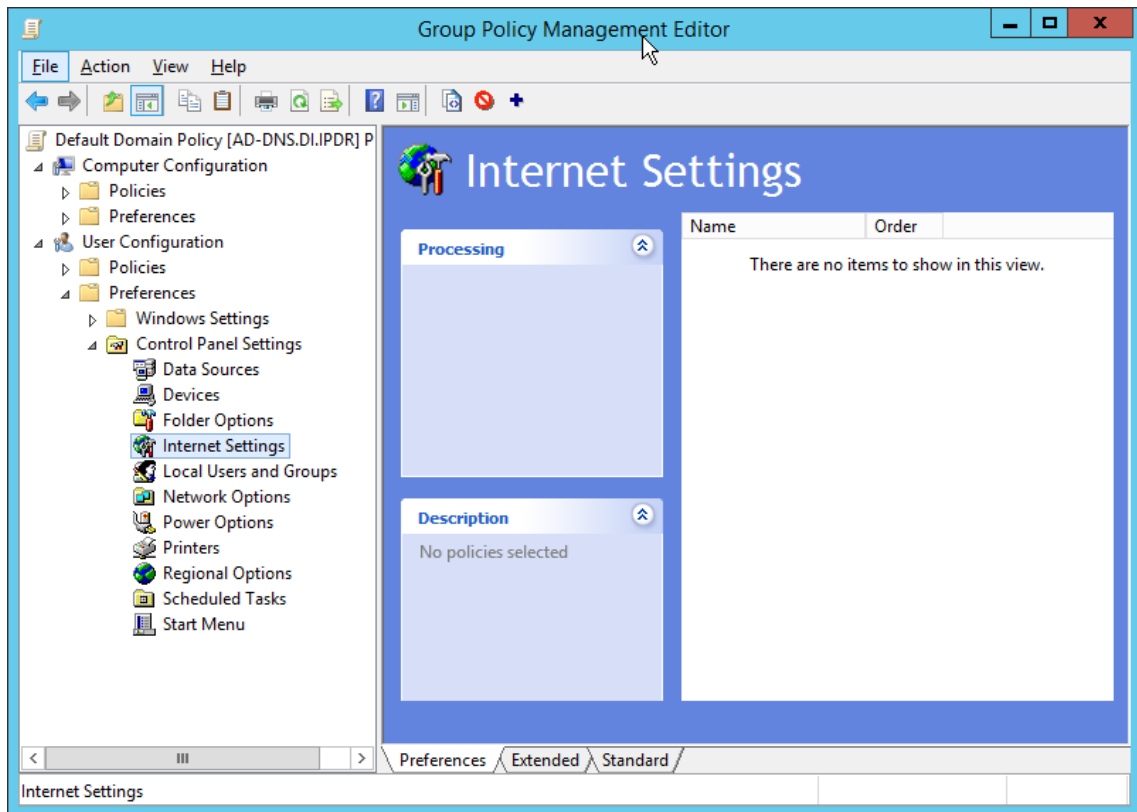 Group Policy Management Editor
File Action View Help
Default Domain Policy [AD-DNS.DI.IPDR] P
Computer Configuration
Policies
Preferences
User Configuration
Policies
Preferences
Windows Settings
Control Panel Settings
Data Sources
Devices
Folder Options
Internet Settings
Local Users and Groups
Network Options
Power Options
Printers
Regional Options
Scheduled Tasks
Start Menu
Internet Settings
Processing
Description
No policies selected
Name Order
There are no items to show in this view.
Preferences Extended Standard
Internet Settings